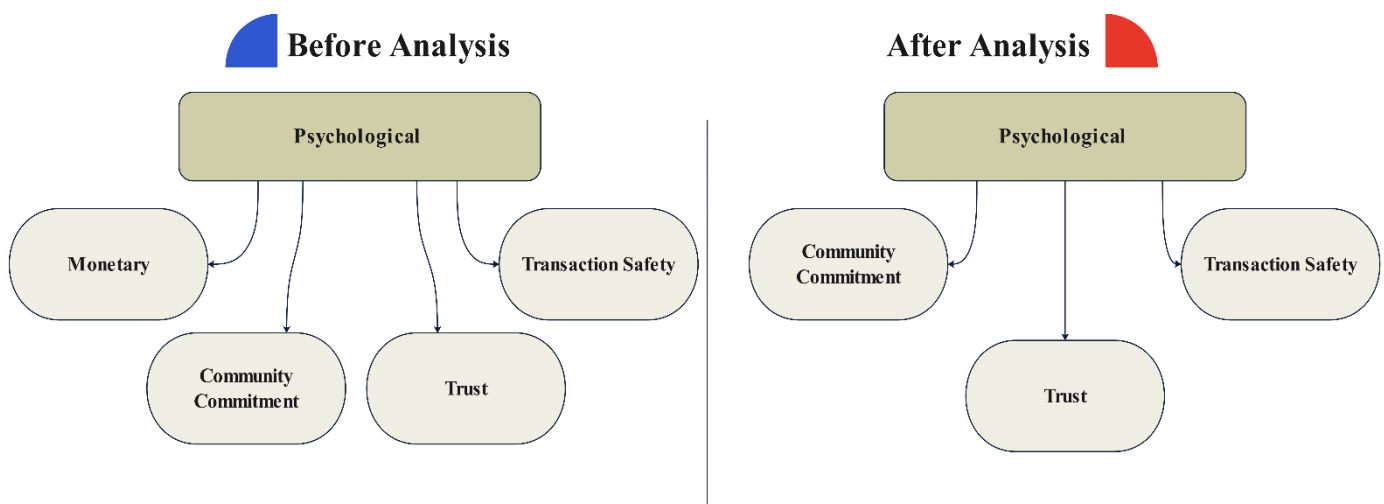 Before Analysis
Psychological
Monetary
Transaction Safety
Community
Commitment
Trust
After Analysis
Psychological
Community
Commitment
Transaction Safety
Trust